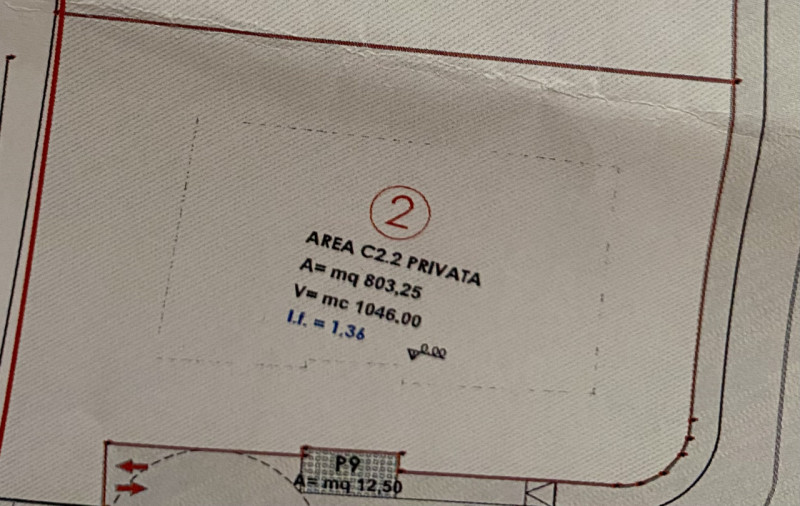 2
AREA C2.2 PRIVATA
A= mq 803,25
V= mc 1046.00
I.f. = 1,36
0.00
P9
A= mq 12,50